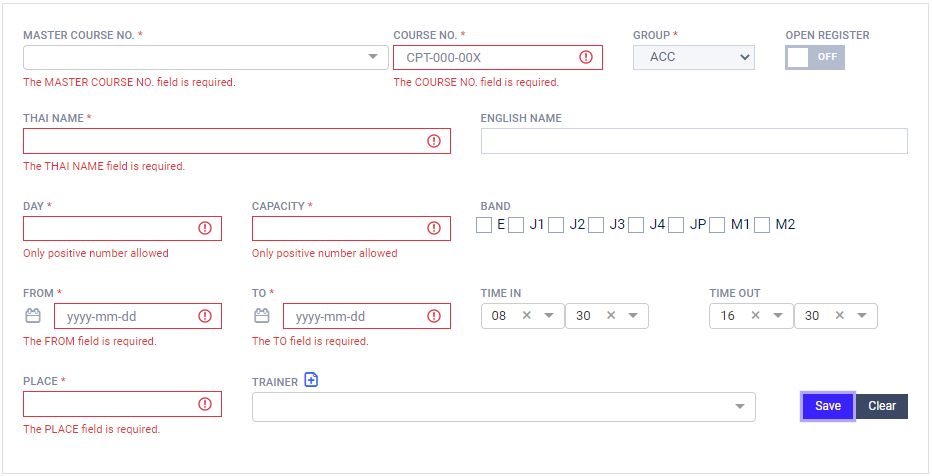 MASTER COURSE NO. * COURSE NO. * GROUP * OPEN REGISTER
CPT-000-00X ACC OFF
The MASTER COURSE NO. field is required. The COURSE NO. field is required.
THAI NAME * ENGLISH NAME
The THAI NAME field is required.
DAY * CAPACITY * BAND
E J1 J2 J3 J4 JP M1 M2
Only positive number allowed Only positive number allowed
FROM * TO * TIME IN TIME OUT
yyyy-mm-dd yyyy-mm-dd 08 × 30 × 16 × 30 ×
The FROM field is required. The TO field is required.
PLACE * TRAINER
Save Clear
The PLACE field is required.